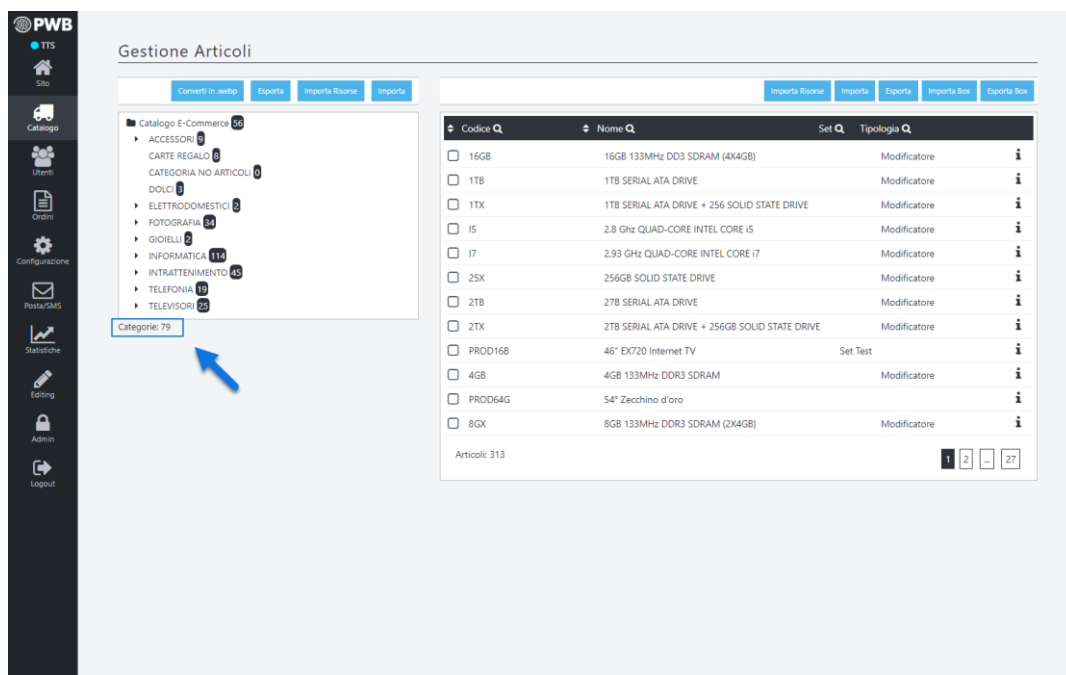 PWB
TTS
Sito
Catalogo
Utenti
Ordini
Configurazione
Posta/SMS
Statistiche
Editing
Admin
Logout
Gestione Articoli
Converti in .webp Esporta Importa Risorse Importa
Catalogo E-Commerce 56
ACCESSORI 9
CARTE REGALO 8
CATEGORIA NO ARTICOLI 0
DOLCI 3
ELETTRODOMESTICI 2
FOTOGRAFIA 34
GIOIELLI 2
INFORMATICA 114
INTRATTENIMENTO 45
TELEFONIA 19
TELEVISORI 25
Categorie: 79
Importa Risorse Importa Esporta Importa Box Esporta Box
Codice Nome Set Tipologia
16GB 16GB 133MHz DD3 SDRAM (4X4GB) Modificatore
1TB 1TB SERIAL ATA DRIVE Modificatore
1TX 1TB SERIAL ATA DRIVE + 256 SOLID STATE DRIVE Modificatore
I5 2.8 Ghz QUAD-CORE INTEL CORE i5 Modificatore
I7 2.93 GHz QUAD-CORE INTEL CORE i7 Modificatore
25X 256GB SOLID STATE DRIVE Modificatore
2TB 2TB SERIAL ATA DRIVE Modificatore
2TX 2TB SERIAL ATA DRIVE + 256GB SOLID STATE DRIVE Modificatore
PROD16B 46" EX720 Internet TV Set Test
4GB 4GB 133MHz DDR3 SDRAM Modificatore
PROD64G 54° Zecchino d'oro
8GX 8GB 133MHz DDR3 SDRAM (2X4GB) Modificatore
Articoli: 313 1 2 ... 27